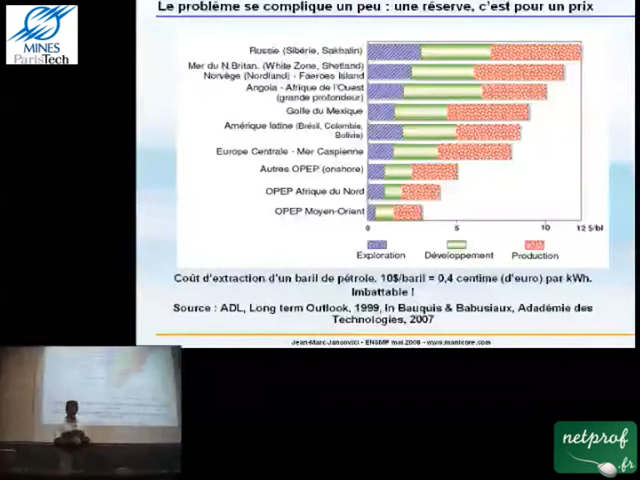 Le problème se complique un peu : une réserve, c'est pour un prix
MINES
ParisTech
Russie (Sibérie, Sakhalin)
Mer du N.Britan. (White Zone, Shetland)
Norvège (Nordland) - Faeroes Island
Angola - Afrique de l'Ouest
(grande profondeur)
Golfe du Mexique
Amérique latine (Brésil, Colombie,
Bolivie)
Europe Centrale - Mer Caspienne
Autres OPEP (onshore)
OPEP Afrique du Nord
OPEP Moyen-Orient
0 5 10 12 $/bl
Exploration Développement Production
Coût d'extraction d'un baril de pétrole. 10$/baril = 0,4 centime (d'euro) par kWh.
Imbattable !
Source : ADL, Long term Outlook, 1999, In Bauquis & Babusiaux, Adadémie des
Technologies, 2007
Jean-Marc Jancovici - ENSMP mai 2008 - www.manicore.com
netprof
.fr